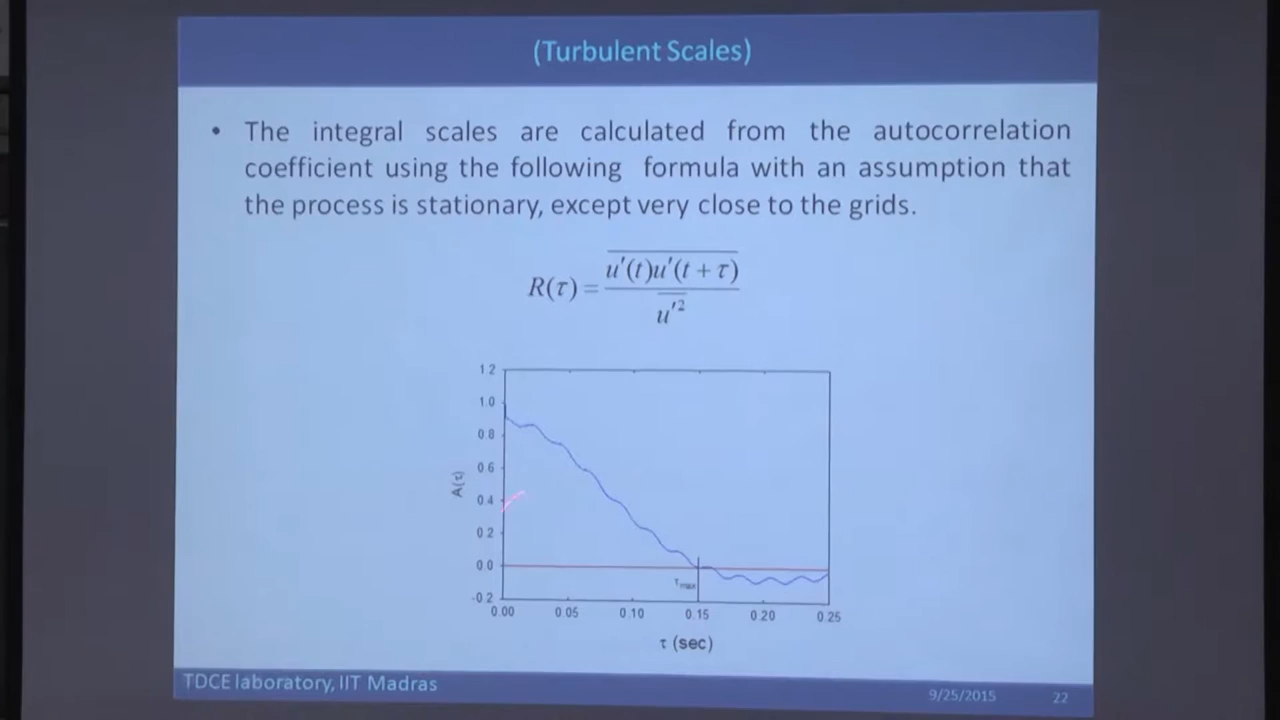 (Turbulent Scales)
• The integral scales are calculated from the autocorrelation
coefficient using the following formula with an assumption that
the process is stationary, except very close to the grids.
R(τ) = u′(t)u′(t + τ) / u′²
1.2
1.0
0.8
0.6
0.4
0.2
0.0
-0.2
A(τ)
τmax
0.00 0.05 0.10 0.15 0.20 0.25
τ (sec)
TDCE laboratory, IIT Madras
9/25/2015 22